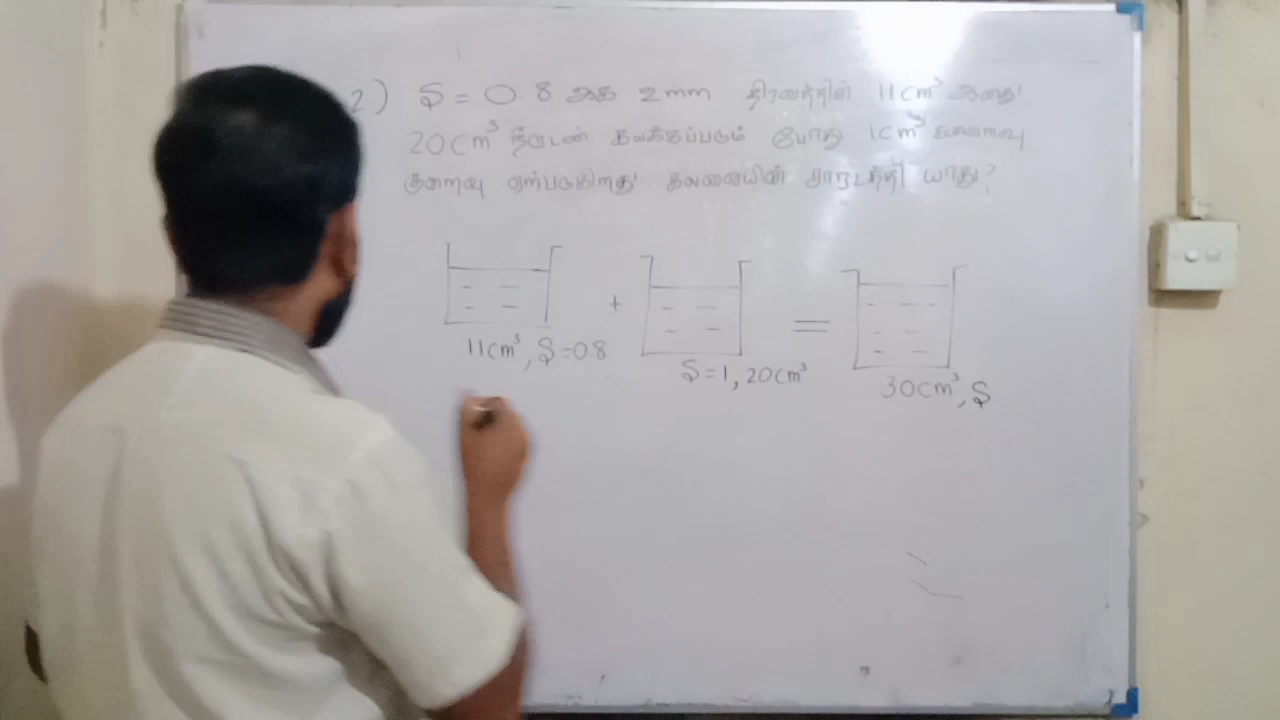 2) S = 0.8 ஆக உள்ள திரவத்தின் 11cm³ ஆனது
20cm³ நீருடன் கலக்கப்படும் போது 1cm³ கனவளவு
குறைவு ஏற்படுகிறது கலவையின் சாரடர்த்தி யாது?
11cm³, S=0.8
+
S=1, 20cm³
=
30cm³, S